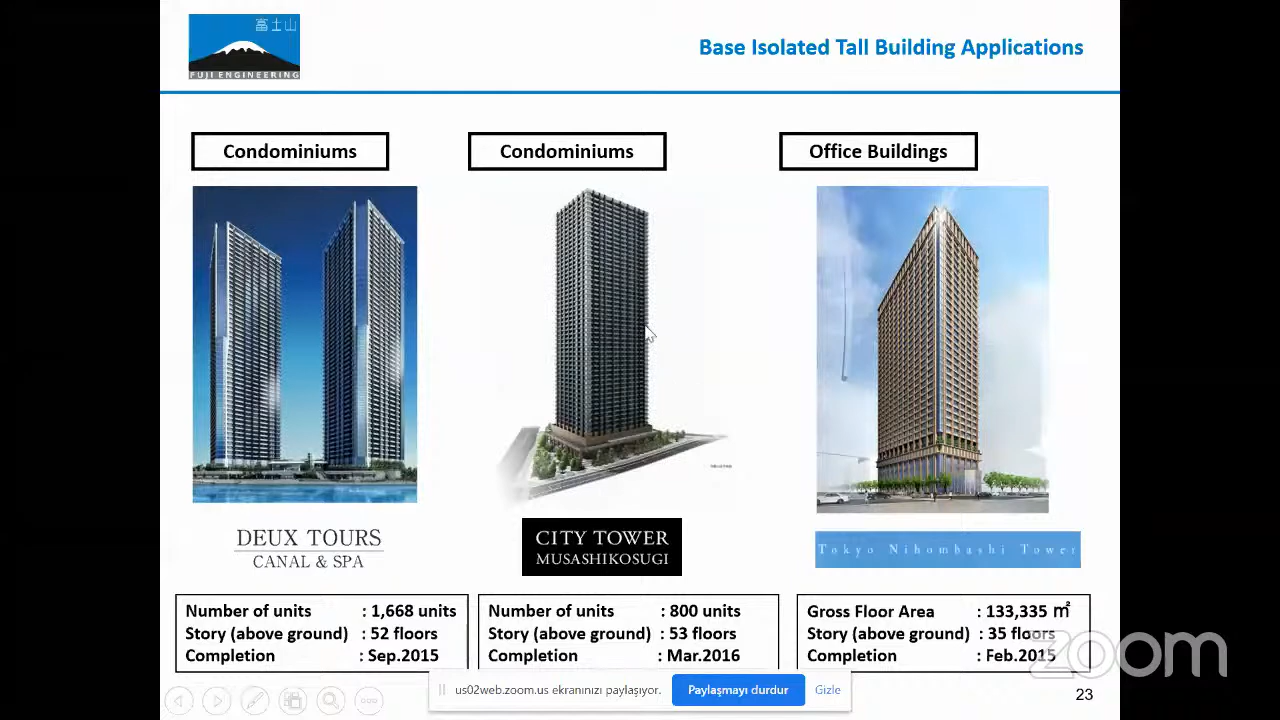 富士山
FUJI ENGINEERING
Base Isolated Tall Building Applications
Condominiums
Condominiums
Office Buildings
DEUX TOURS
CANAL & SPA
CITY TOWER
MUSASHIKOSUGI
Tokyo Nihombashi Tower
Number of units : 1,668 units
Story (above ground) : 52 floors
Completion : Sep.2015
Number of units : 800 units
Story (above ground) : 53 floors
Completion : Mar.2016
Gross Floor Area : 133,335 ㎡
Story (above ground) : 35 floors
Completion : Feb.2015
zoom
us02web.zoom.us ekranınızı paylaşıyor.
Paylaşmayı durdur
Gizle
23